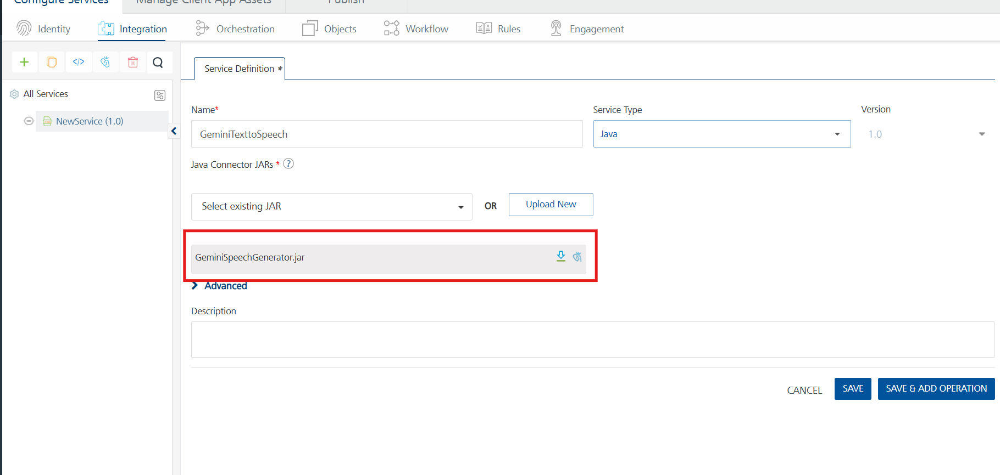 Configure Services Manage Client App Assets Publish
Identity Integration Orchestration Objects Workflow Rules Engagement
</>
Service Definition *
All Services
NewService (1.0)
Name* Service Type Version
GeminiTexttoSpeech Java 1.0
Java Connector JARs * ?
Select existing JAR OR Upload New
GeminiSpeechGenerator.jar
Advanced
Description
CANCEL SAVE SAVE & ADD OPERATION